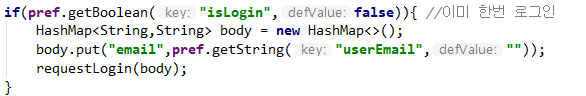 if(pref.getBoolean( key: "isLogin", defValue: false)){ //이미 한번 로그인
HashMap<String,String> body = new HashMap<>();
body.put("email",pref.getString( key: "userEmail", defValue: ""));
requestLogin(body);
}